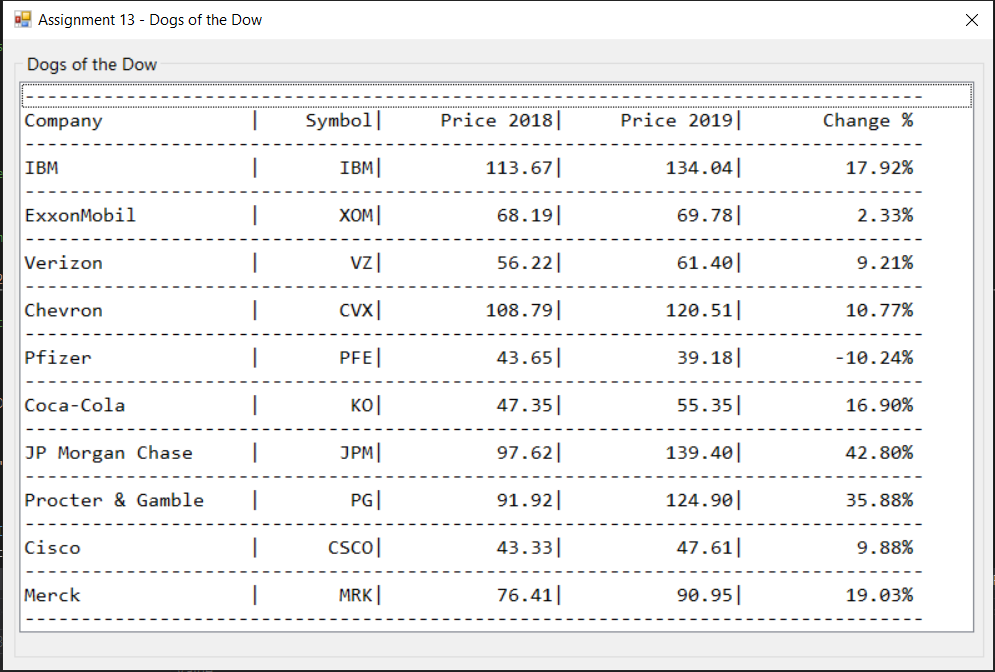 Assignment 13 - Dogs of the Dow
Dogs of the Dow
--------------------------------------------------------------------------------
Company | Symbol| Price 2018| Price 2019| Change %
--------------------------------------------------------------------------------
IBM | IBM| 113.67| 134.04| 17.92%
--------------------------------------------------------------------------------
ExxonMobil | XOM| 68.19| 69.78| 2.33%
--------------------------------------------------------------------------------
Verizon | VZ| 56.22| 61.40| 9.21%
--------------------------------------------------------------------------------
Chevron | CVX| 108.79| 120.51| 10.77%
--------------------------------------------------------------------------------
Pfizer | PFE| 43.65| 39.18| -10.24%
--------------------------------------------------------------------------------
Coca-Cola | KO| 47.35| 55.35| 16.90%
--------------------------------------------------------------------------------
JP Morgan Chase | JPM| 97.62| 139.40| 42.80%
--------------------------------------------------------------------------------
Procter & Gamble | PG| 91.92| 124.90| 35.88%
--------------------------------------------------------------------------------
Cisco | CSCO| 43.33| 47.61| 9.88%
--------------------------------------------------------------------------------
Merck | MRK| 76.41| 90.95| 19.03%
--------------------------------------------------------------------------------